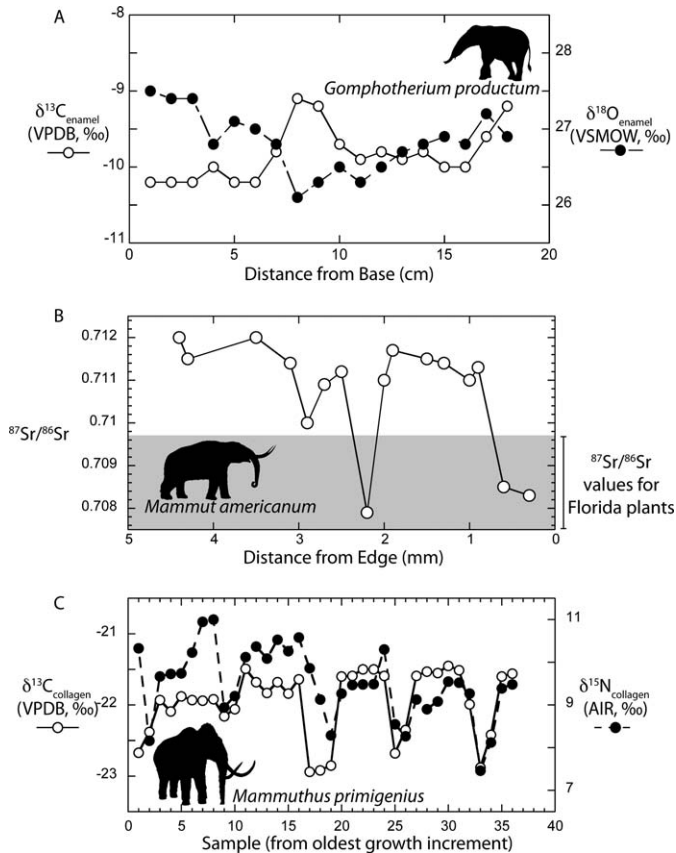 A
-8
-9
-10
-11
28
27
26
Gomphotherium productum
δ13Cenamel
(VPDB, ‰)
δ18Oenamel
(VSMOW, ‰)
0 5 10 15 20
Distance from Base (cm)
B
0.712
0.711
0.71
0.709
0.708
87Sr/86Sr
Mammut americanum
87Sr/86Sr
values for
Florida plants
5 4 3 2 1 0
Distance from Edge (mm)
C
-21
-22
-23
11
9
7
δ13Ccollagen
(VPDB, ‰)
δ15Ncollagen
(AIR, ‰)
Mammuthus primigenius
0 5 10 15 20 25 30 35 40
Sample (from oldest growth increment)